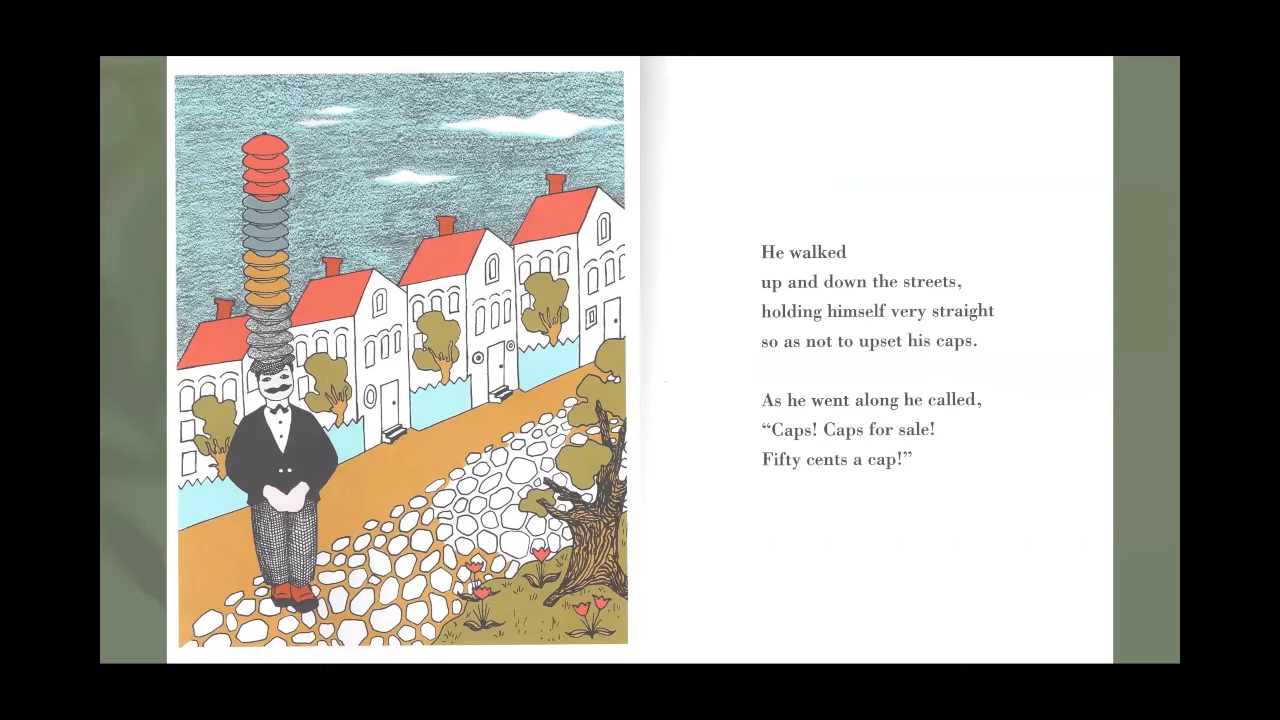 He walked
up and down the streets,
holding himself very straight
so as not to upset his caps.
As he went along he called,
“Caps! Caps for sale!
Fifty cents a cap!”